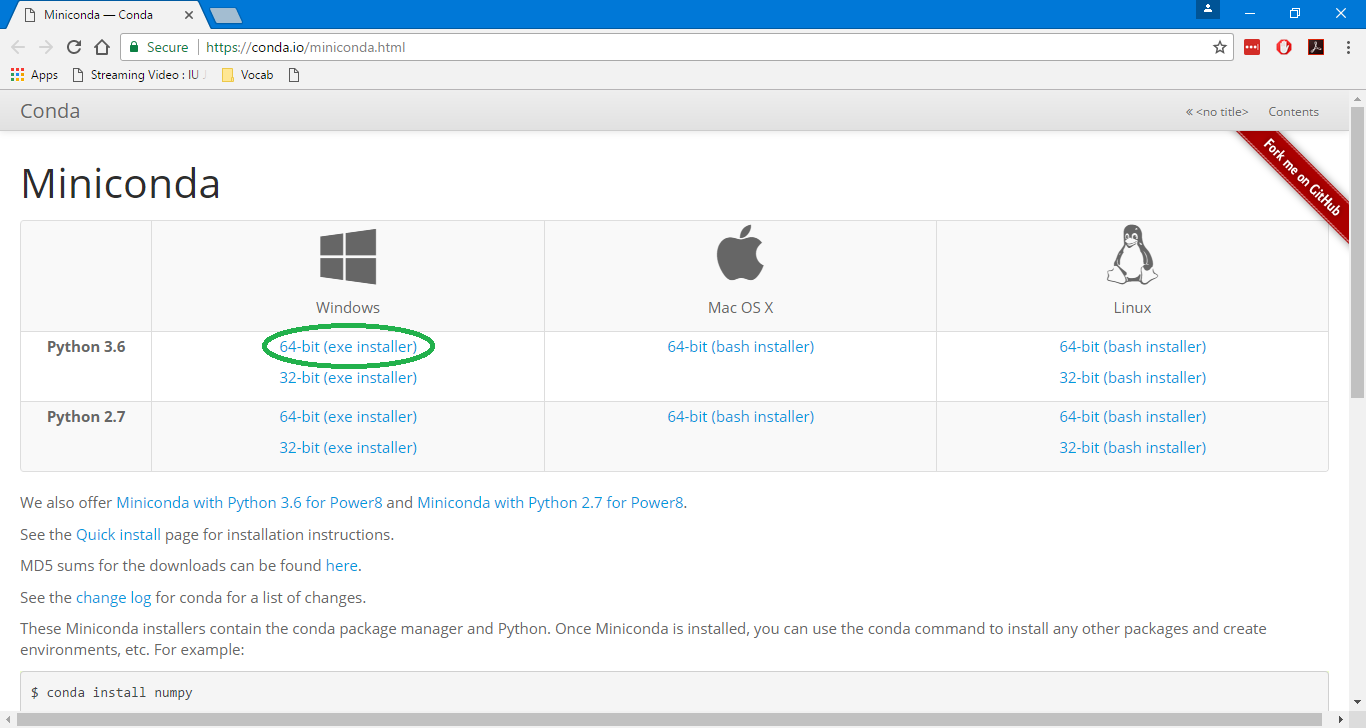 Miniconda — Conda
Secure https://conda.io/miniconda.html
Apps Streaming Video : IU Vocab
Conda « <no title> Contents
Fork me on GitHub
Miniconda
Windows Mac OS X Linux
Python 3.6 64-bit (exe installer) 64-bit (bash installer) 64-bit (bash installer)
32-bit (exe installer) 32-bit (bash installer)
Python 2.7 64-bit (exe installer) 64-bit (bash installer) 64-bit (bash installer)
32-bit (exe installer) 32-bit (bash installer)
We also offer Miniconda with Python 3.6 for Power8 and Miniconda with Python 2.7 for Power8.
See the Quick install page for installation instructions.
MD5 sums for the downloads can be found here.
See the change log for conda for a list of changes.
These Miniconda installers contain the conda package manager and Python. Once Miniconda is installed, you can use the conda command to install any other packages and create
environments, etc. For example:
$ conda install numpy